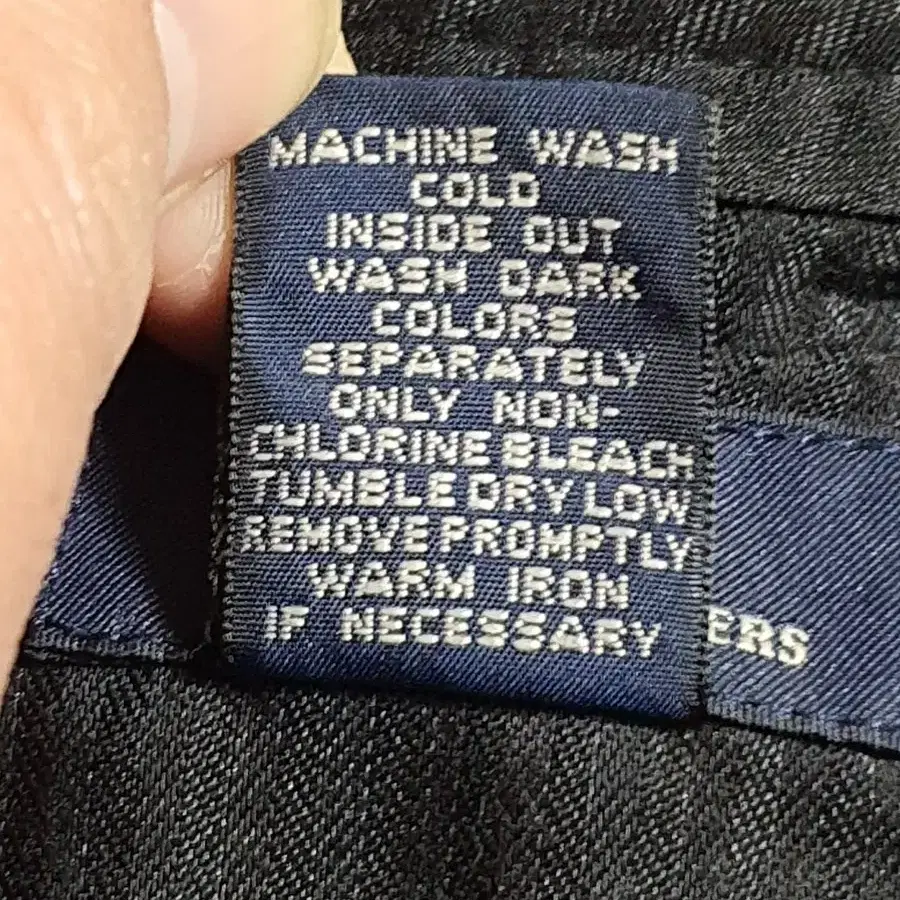 MACHINE WASH
COLD
INSIDE OUT
WASH DARK
COLORS
SEPARATELY
ONLY NON-
CHLORINE BLEACH
TUMBLE DRY LOW
REMOVE PROMPTLY
WARM IRON
IF NECESSARY